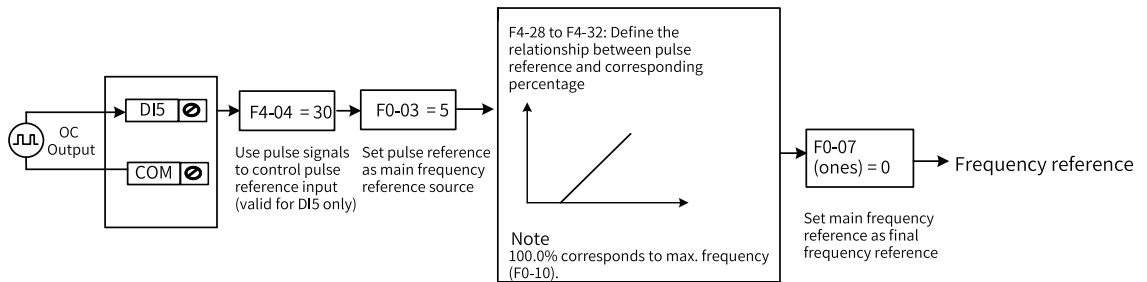 OC
Output
DI5
COM
F4-04 = 30
Use pulse signals
to control pulse
reference input
(valid for DI5 only)
F0-03 = 5
Set pulse reference
as main frequency
reference source
F4-28 to F4-32: Define the
relationship between pulse
reference and corresponding
percentage
Note
100.0% corresponds to max. frequency
(F0-10).
F0-07
(ones) = 0
Set main frequency
reference as final
frequency reference
Frequency reference